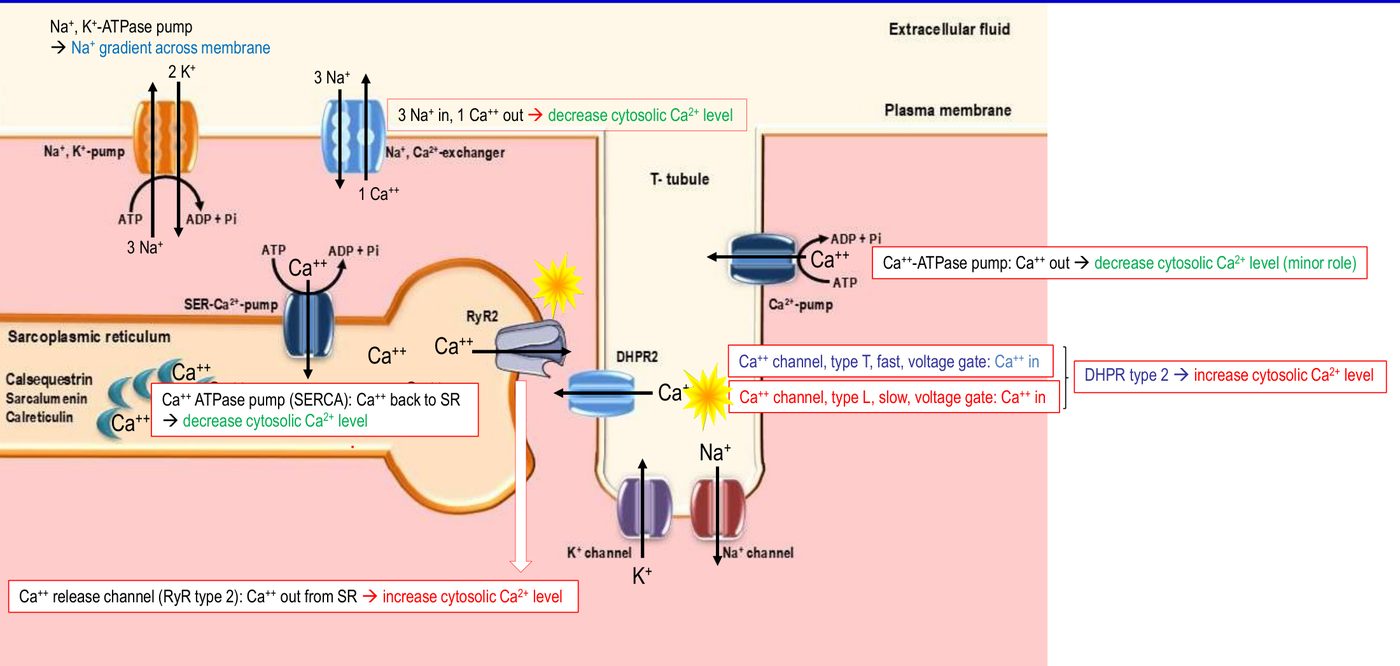 Na⁺, K⁺-ATPase pump
→ Na⁺ gradient across membrane
Extracellular fluid
2 K⁺
3 Na⁺
3 Na⁺ in, 1 Ca⁺⁺ out → decrease cytosolic Ca²⁺ level
Plasma membrane
Na⁺, K⁺-pump
Na⁺, Ca²⁺-exchanger
T- tubule
1 Ca⁺⁺
ATP
ADP + Pi
3 Na⁺
ATP
ADP + Pi
Ca⁺⁺
SER-Ca²⁺-pump
ADP + Pi
Ca⁺⁺
ATP
Ca²⁺-pump
Ca⁺⁺-ATPase pump: Ca⁺⁺ out → decrease cytosolic Ca²⁺ level (minor role)
Sarcoplasmic reticulum
RyR2
Ca⁺⁺
Ca⁺⁺
DHPR2
Ca⁺⁺ channel, type T, fast, voltage gate: Ca⁺⁺ in
Ca⁺⁺ channel, type L, slow, voltage gate: Ca⁺⁺ in
DHPR type 2 → increase cytosolic Ca²⁺ level
Ca⁺
Ca⁺⁺
Calsequestrin
Sarcalumenin
Calreticulin
Ca⁺⁺
Ca⁺⁺ ATPase pump (SERCA): Ca⁺⁺ back to SR
→ decrease cytosolic Ca²⁺ level
Na⁺
K⁺ channel
Na⁺ channel
K⁺
Ca⁺⁺ release channel (RyR type 2): Ca⁺⁺ out from SR → increase cytosolic Ca²⁺ level